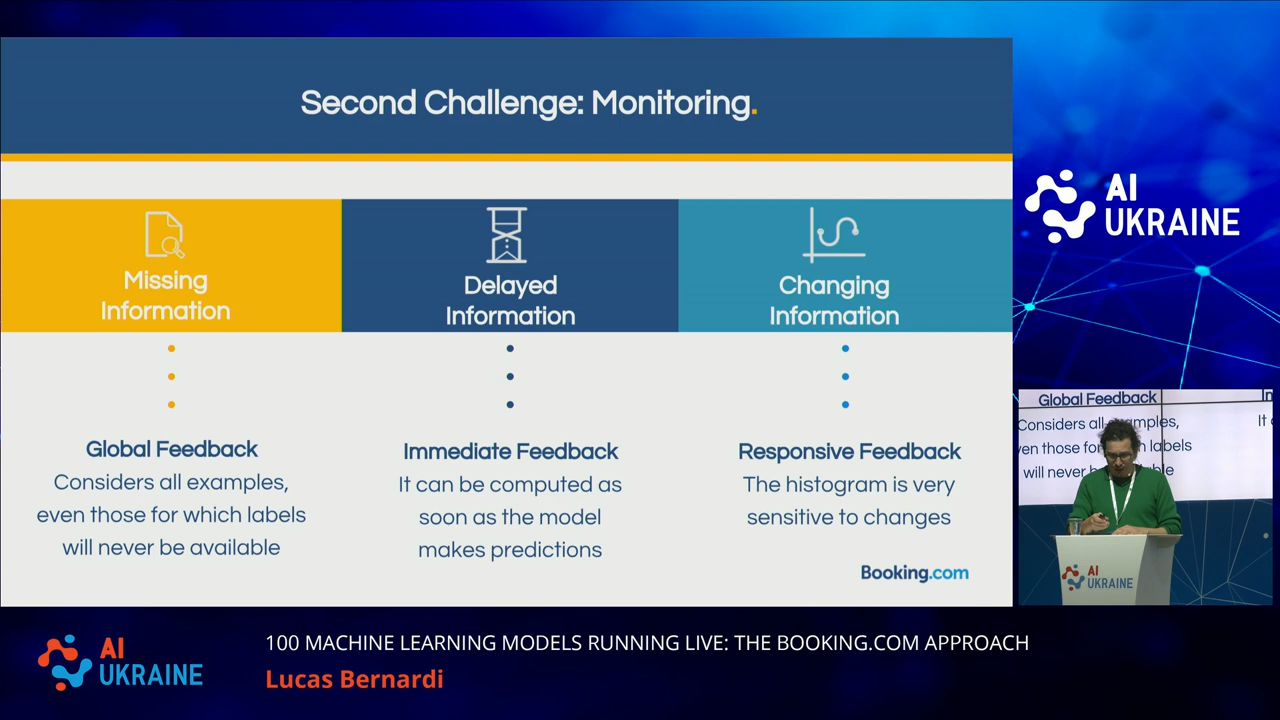 Second Challenge: Monitoring.
Missing
Information
Delayed
Information
Changing
Information
Global Feedback
Considers all examples,
even those for which labels
will never be available
Immediate Feedback
It can be computed as
soon as the model
makes predictions
Responsive Feedback
The histogram is very
sensitive to changes
Booking.com
AI
UKRAINE
Global Feedback
Considers all examples,
labels
will never
It
AI
UKRAINE
AI
UKRAINE
100 MACHINE LEARNING MODELS RUNNING LIVE: THE BOOKING.COM APPROACH
Lucas Bernardi